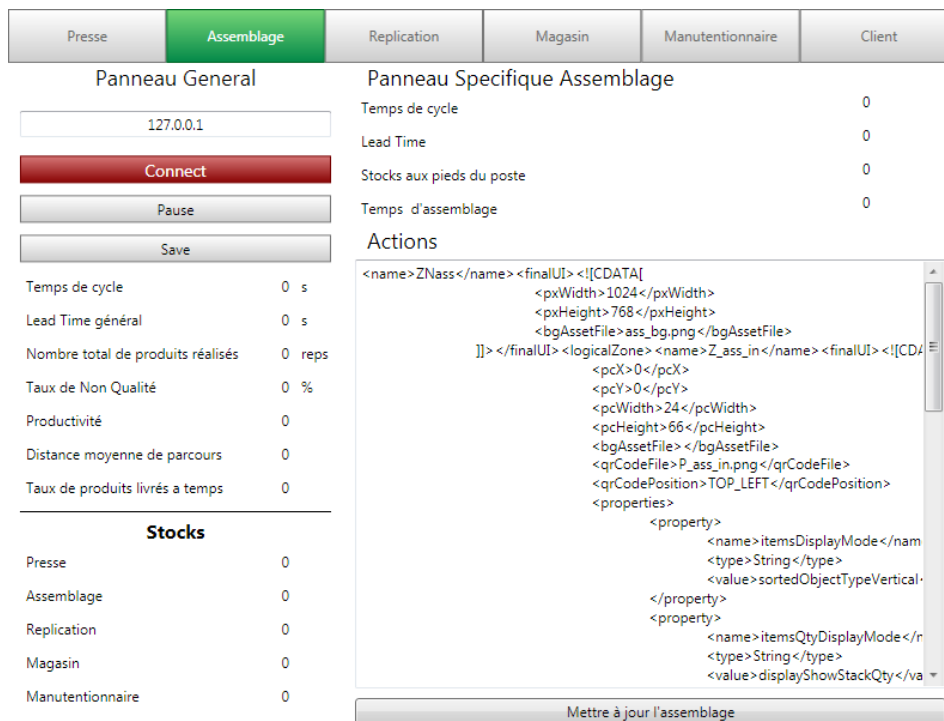 Presse Assemblage Replication Magasin Manutentionnaire Client
Panneau General
127.0.0.1
Connect
Pause
Save
Temps de cycle 0 s
Lead Time général 0 s
Nombre total de produits réalisés 0 reps
Taux de Non Qualité 0 %
Productivité 0
Distance moyenne de parcours 0
Taux de produits livrés a temps 0
Stocks
Presse 0
Assemblage 0
Replication 0
Magasin 0
Manutentionnaire 0
Panneau Specifique Assemblage
Temps de cycle 0
Lead Time 0
Stocks aux pieds du poste 0
Temps d'assemblage 0
Actions
<name>ZNass</name><finalUI><![CDATA[
<pxWidth>1024</pxWidth>
<pxHeight>768</pxHeight>
<bgAssetFile>ass_bg.png</bgAssetFile>
]]></finalUI><logicalZone><name>Z_ass_in</name><finalUI><![CDA
<pcX>0</pcX>
<pcY>0</pcY>
<pcWidth>24</pcWidth>
<pcHeight>66</pcHeight>
<bgAssetFile></bgAssetFile>
<qrCodeFile>P_ass_in.png</qrCodeFile>
<qrCodePosition>TOP_LEFT</qrCodePosition>
<properties>
<property>
<name>itemsDisplayMode</nam
<type>String</type>
<value>sortedObjectTypeVertical<
</property>
<property>
<name>itemsQtyDisplayMode</n
<type>String</type>
<value>displayShowStackQty</va
Mettre à jour l'assemblage